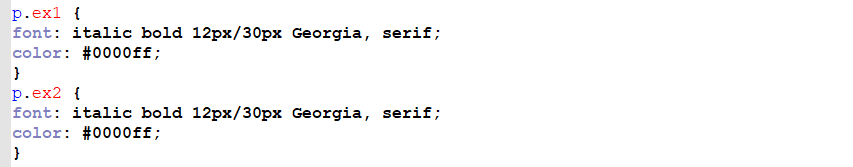 p.ex1 {
font: italic bold 12px/30px Georgia, serif;
color: #0000ff;
}
p.ex2 {
font: italic bold 12px/30px Georgia, serif;
color: #0000ff;
}